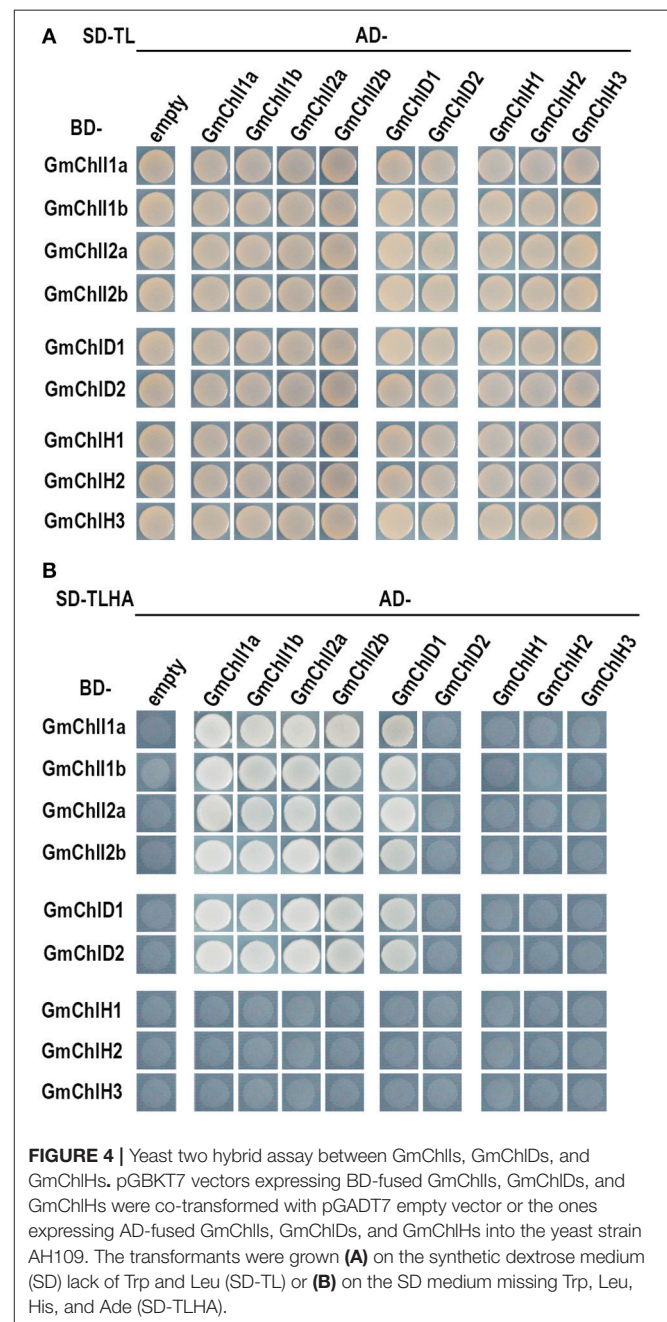 A SD-TL AD-
BD- empty GmChlI1a GmChlI1b GmChlI2a GmChlI2b GmChlD1 GmChlD2 GmChlH1 GmChlH2 GmChlH3
GmChlI1a
GmChlI1b
GmChlI2a
GmChlI2b
GmChlD1
GmChlD2
GmChlH1
GmChlH2
GmChlH3
B
SD-TLHA AD-
BD- empty GmChlI1a GmChlI1b GmChlI2a GmChlI2b GmChlD1 GmChlD2 GmChlH1 GmChlH2 GmChlH3
GmChlI1a
GmChlI1b
GmChlI2a
GmChlI2b
GmChlD1
GmChlD2
GmChlH1
GmChlH2
GmChlH3
FIGURE 4 | Yeast two hybrid assay between GmChlIs, GmChlDs, and
GmChlHs. pGBKT7 vectors expressing BD-fused GmChlIs, GmChlDs, and
GmChlHs were co-transformed with pGADT7 empty vector or the ones
expressing AD-fused GmChlIs, GmChlDs, and GmChlHs into the yeast strain
AH109. The transformants were grown (A) on the synthetic dextrose medium
(SD) lack of Trp and Leu (SD-TL) or (B) on the SD medium missing Trp, Leu,
His, and Ade (SD-TLHA).